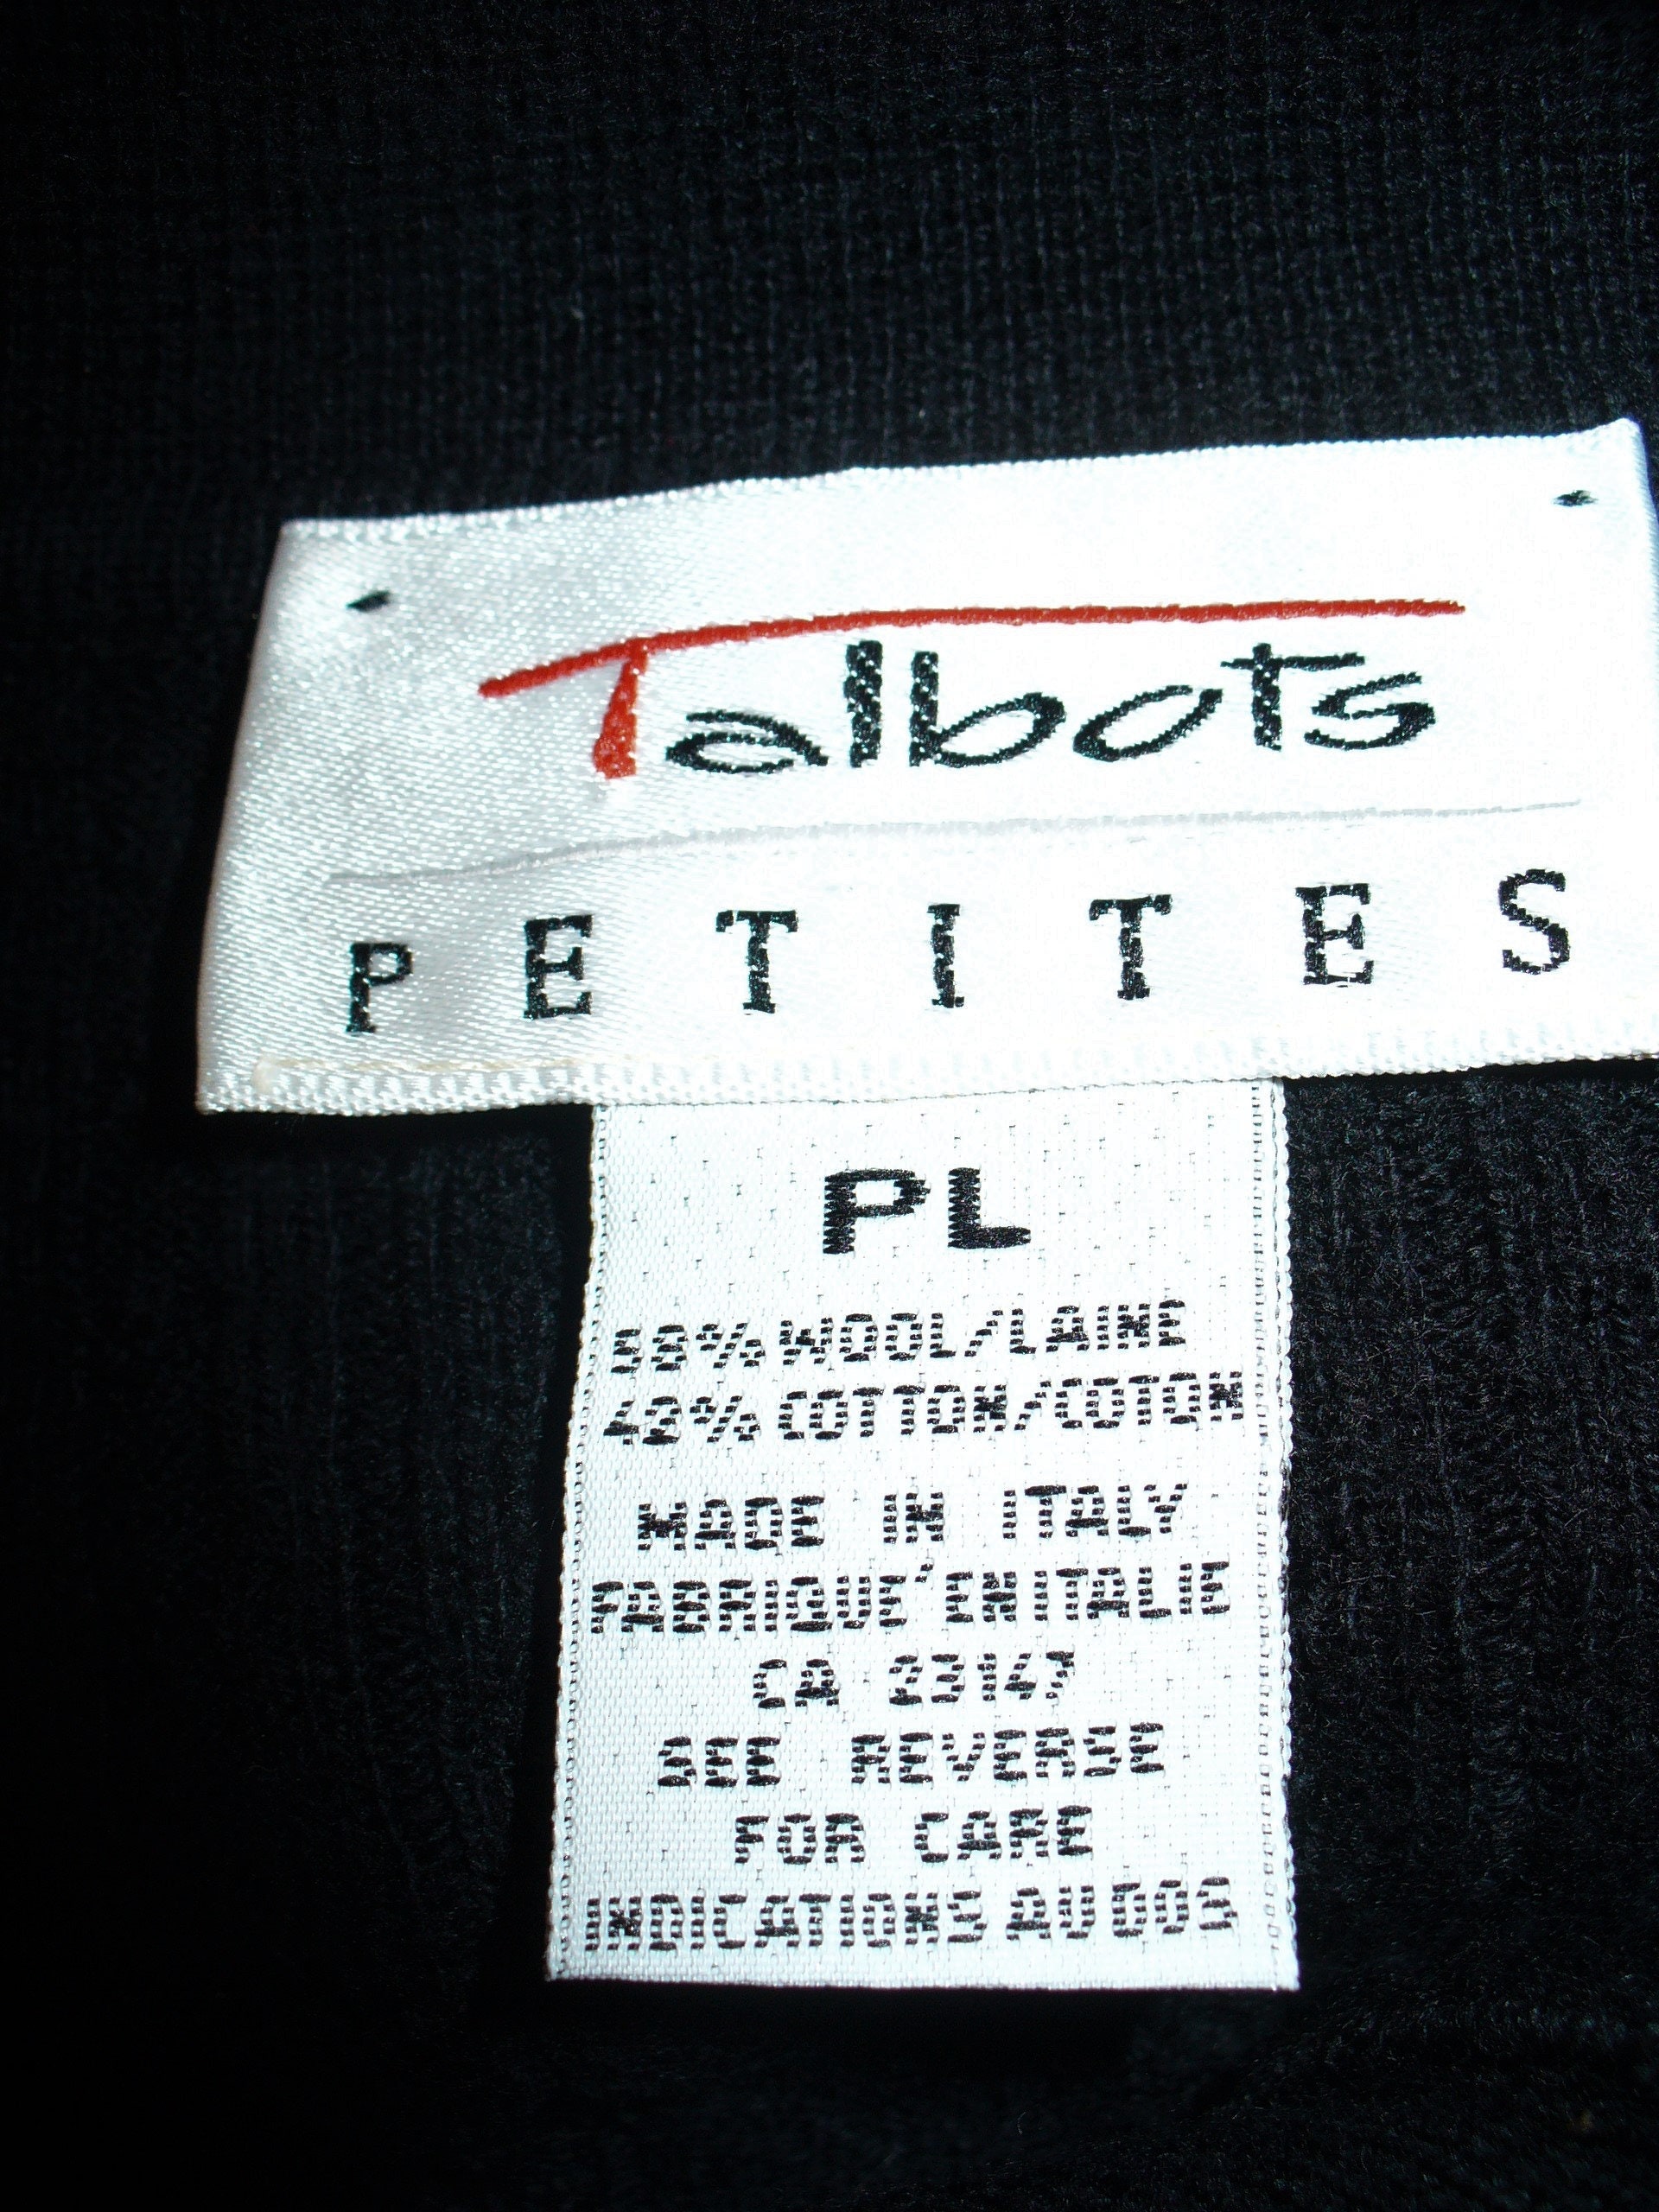 Talbots
PETITES
PL
58% WOOL/LAINE
42% COTTON/COTON
MADE IN ITALY
FABRIQUE' EN ITALIE
CA 23147
SEE REVERSE
FOR CARE
INDICATIONS AU DOS